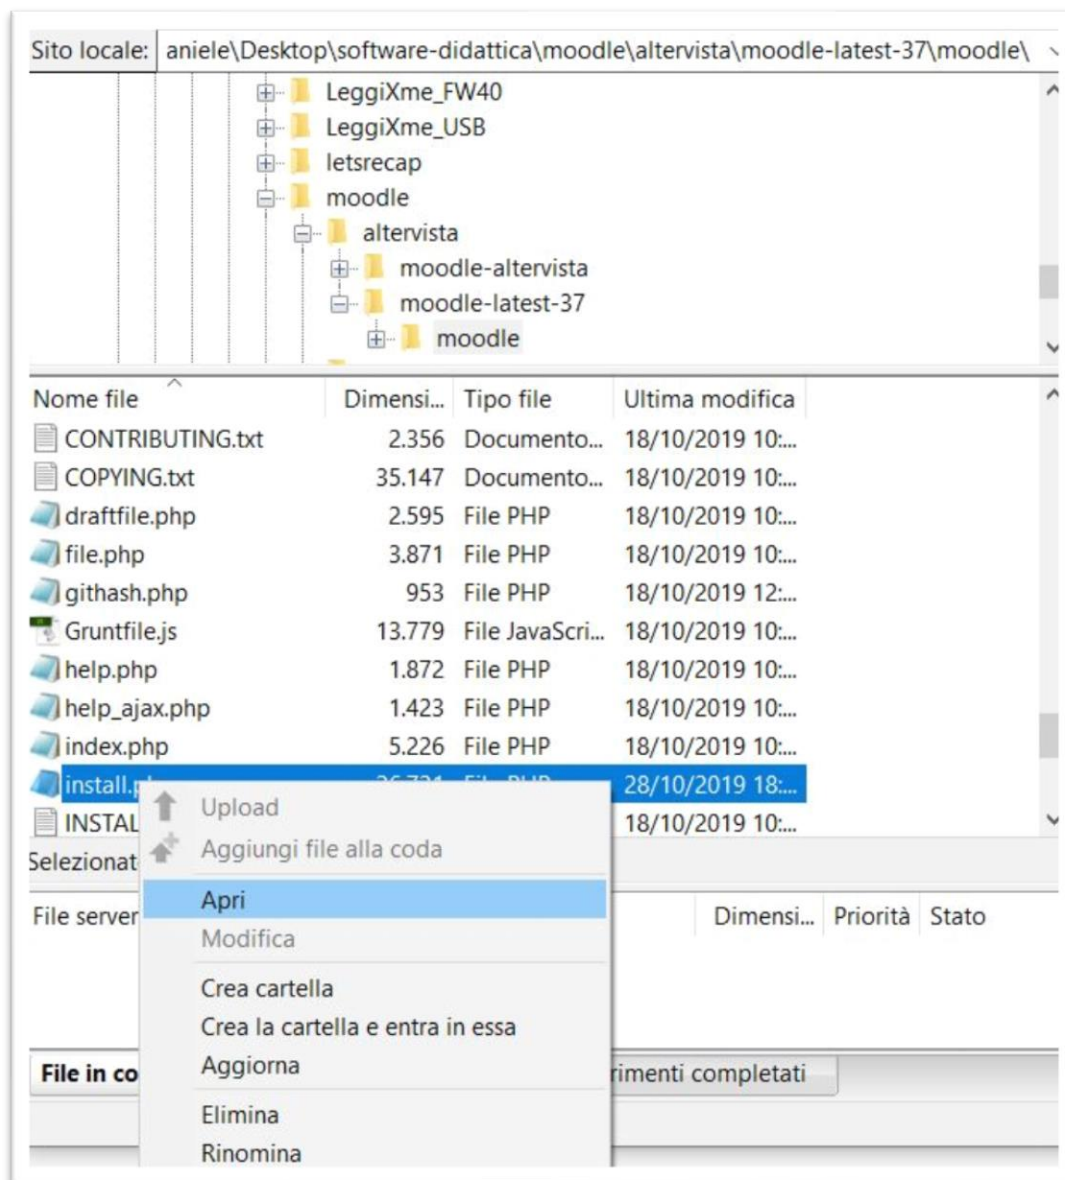 Sito locale: aniele\Desktop\software-didattica\moodle\altervista\moodle-latest-37\moodle\
LeggiXme_FW40
LeggiXme_USB
letsrecap
moodle
altervista
moodle-altervista
moodle-latest-37
moodle
Nome file Dimensi... Tipo file Ultima modifica
CONTRIBUTING.txt 2.356 Documento... 18/10/2019 10:...
COPYING.txt 35.147 Documento... 18/10/2019 10:...
draftfile.php 2.595 File PHP 18/10/2019 10:...
file.php 3.871 File PHP 18/10/2019 10:...
githash.php 953 File PHP 18/10/2019 12:...
Gruntfile.js 13.779 File JavaScri... 18/10/2019 10:...
help.php 1.872 File PHP 18/10/2019 10:...
help_ajax.php 1.423 File PHP 18/10/2019 10:...
index.php 5.226 File PHP 18/10/2019 10:...
install. File PHP 28/10/2019 18:...
INSTAL 18/10/2019 10:...
Selezionat
File server Dimensi... Priorità Stato
Upload
Aggiungi file alla coda
Apri
Modifica
Crea cartella
Crea la cartella e entra in essa
Aggiorna
Elimina
Rinomina
File in co rimenti completati